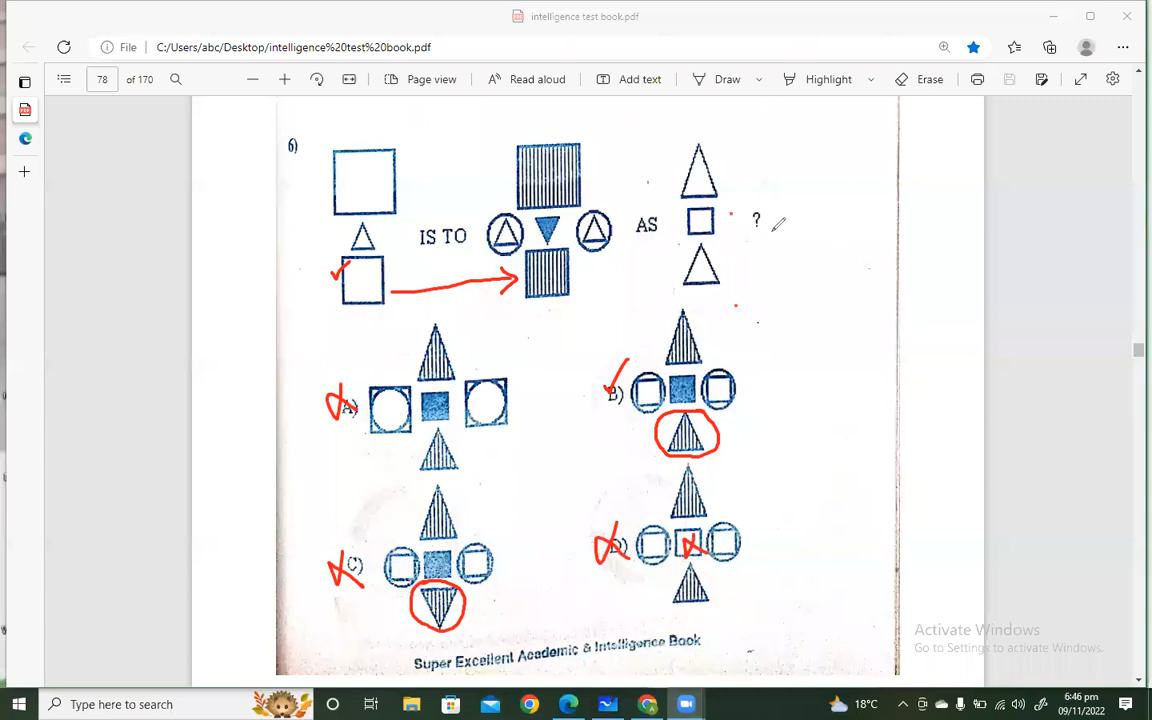 intelligence test book.pdf
File C:/Users/abc/Desktop/intelligence%20test%20book.pdf
78 of 170 Page view Read aloud Add text Draw Highlight Erase
6)
IS TO AS ?
A) B)
C) D)
Super Excellent Academic & Intelligence Book
Activate Windows
Go to Settings to activate Windows.
Type here to search 18°C 6:46 pm
09/11/2022